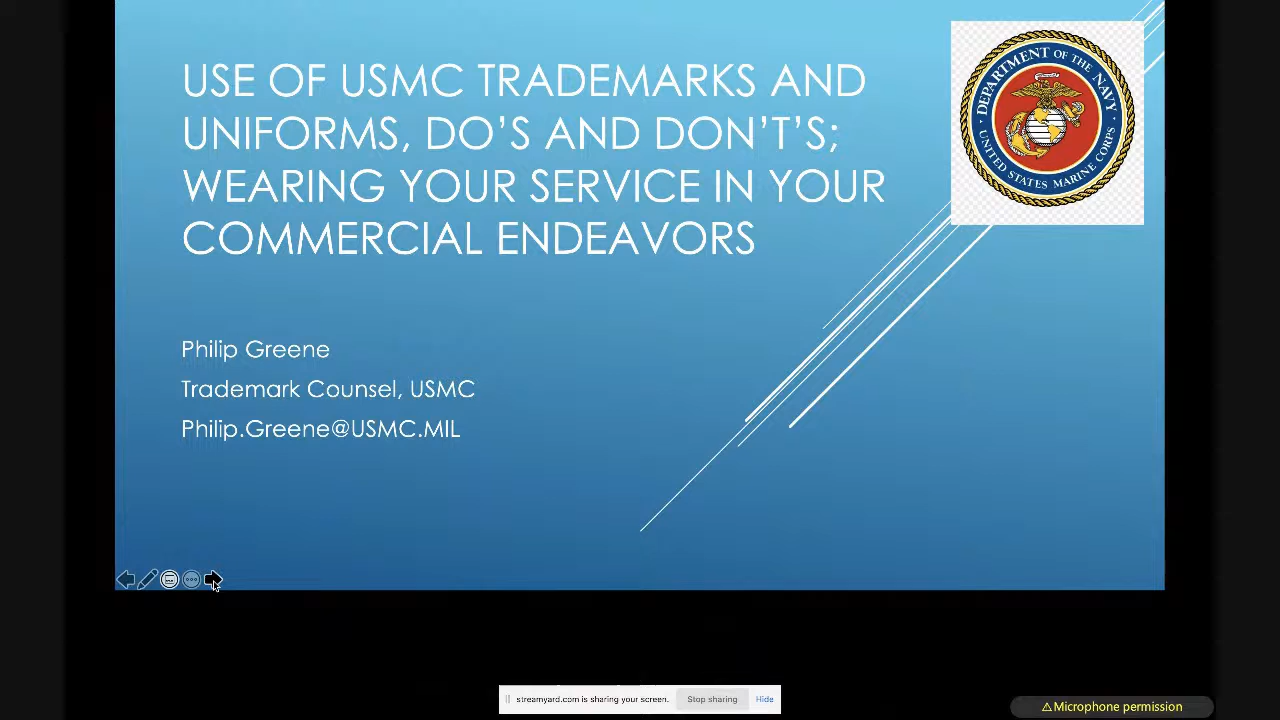 USE OF USMC TRADEMARKS AND
UNIFORMS, DO'S AND DON'T'S;
WEARING YOUR SERVICE IN YOUR
COMMERCIAL ENDEAVORS
DEPARTMENT OF THE NAVY
UNITED STATES MARINE CORPS
Philip Greene
Trademark Counsel, USMC
Philip.Greene@USMC.MIL
streamyard.com is sharing your screen. Stop sharing Hide
⚠Microphone permission